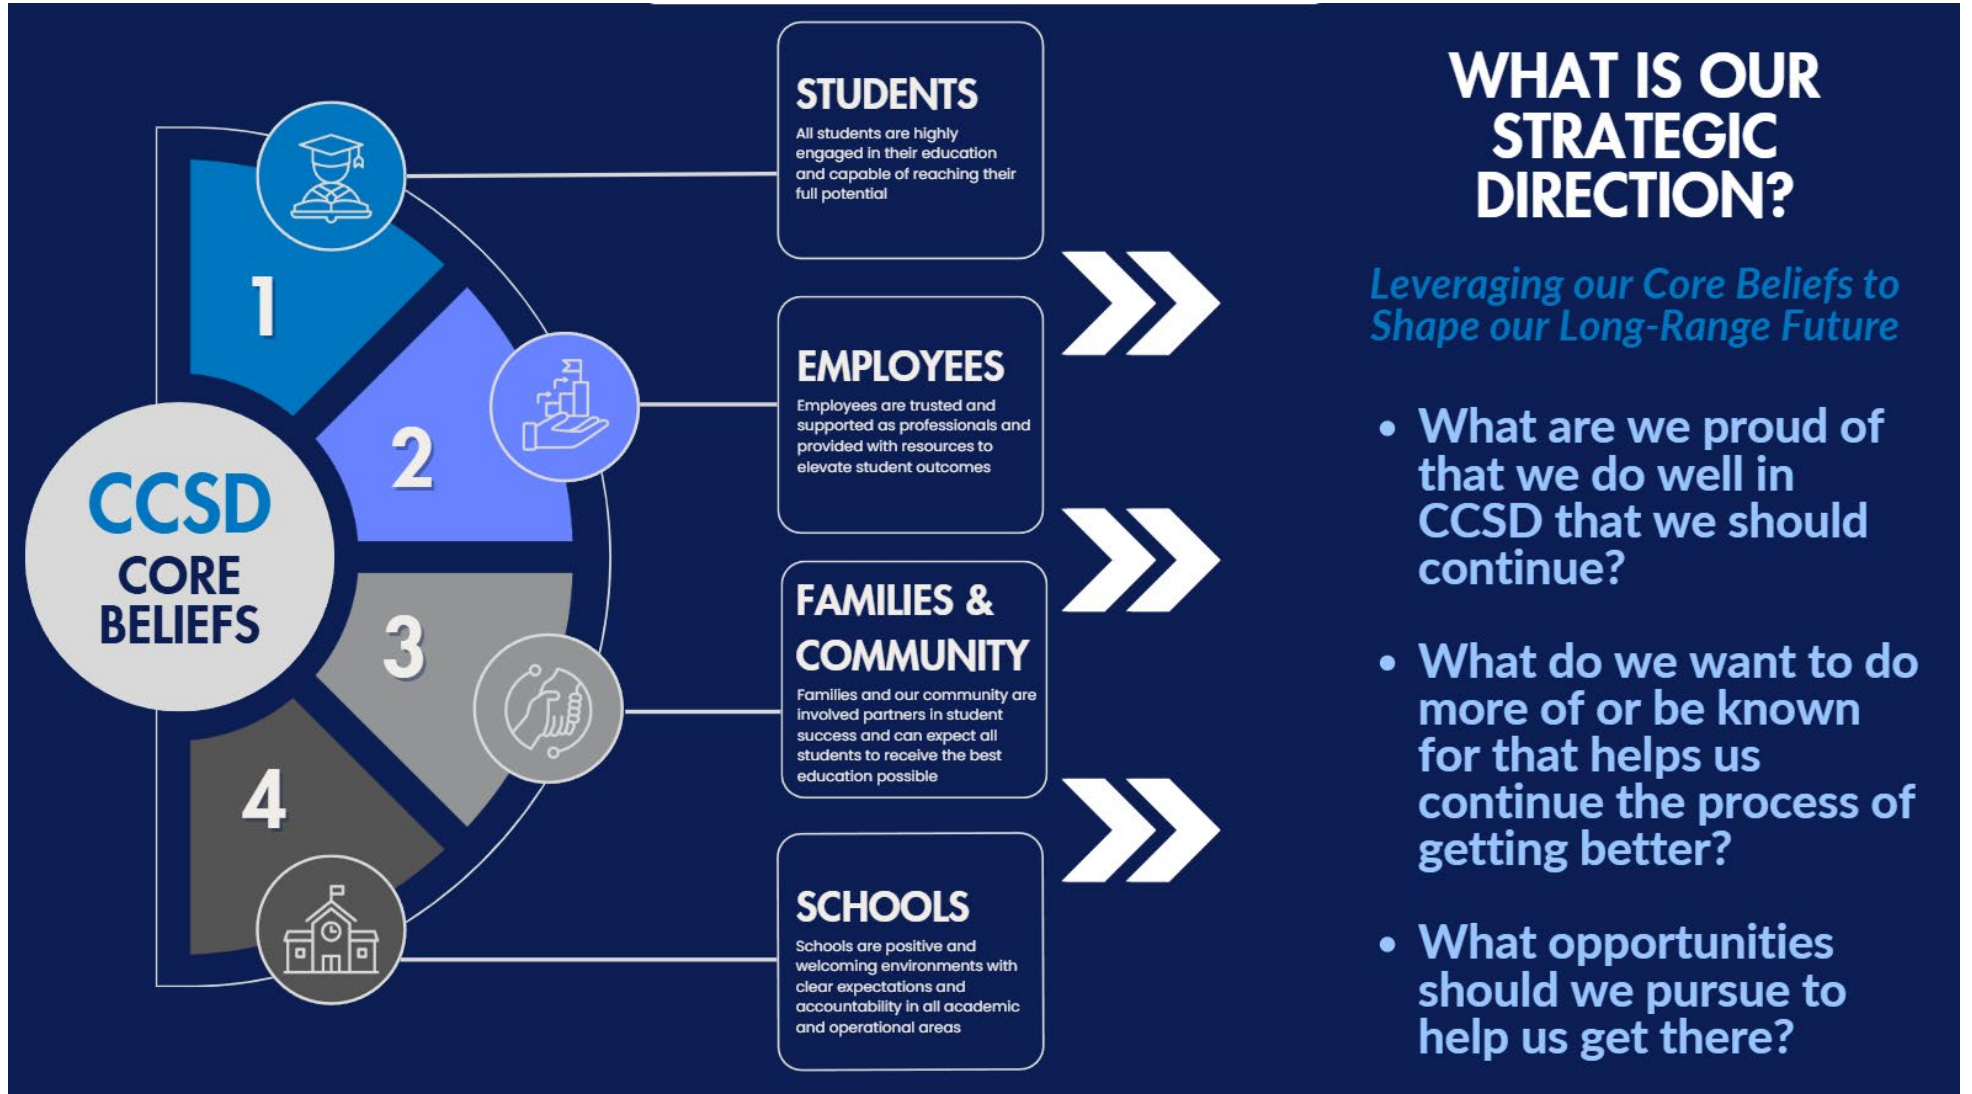 CCSD
CORE
BELIEFS
1
STUDENTS
All students are highly
engaged in their education
and capable of reaching their
full potential
2
EMPLOYEES
Employees are trusted and
supported as professionals and
provided with resources to
elevate student outcomes
3
FAMILIES &
COMMUNITY
Families and our community are
involved partners in student
success and can expect all
students to receive the best
education possible
4
SCHOOLS
Schools are positive and
welcoming environments with
clear expectations and
accountability in all academic
and operational areas
WHAT IS OUR
STRATEGIC
DIRECTION?
Leveraging our Core Beliefs to
Shape our Long-Range Future
• What are we proud of
that we do well in
CCSD that we should
continue?
• What do we want to do
more of or be known
for that helps us
continue the process of
getting better?
• What opportunities
should we pursue to
help us get there?